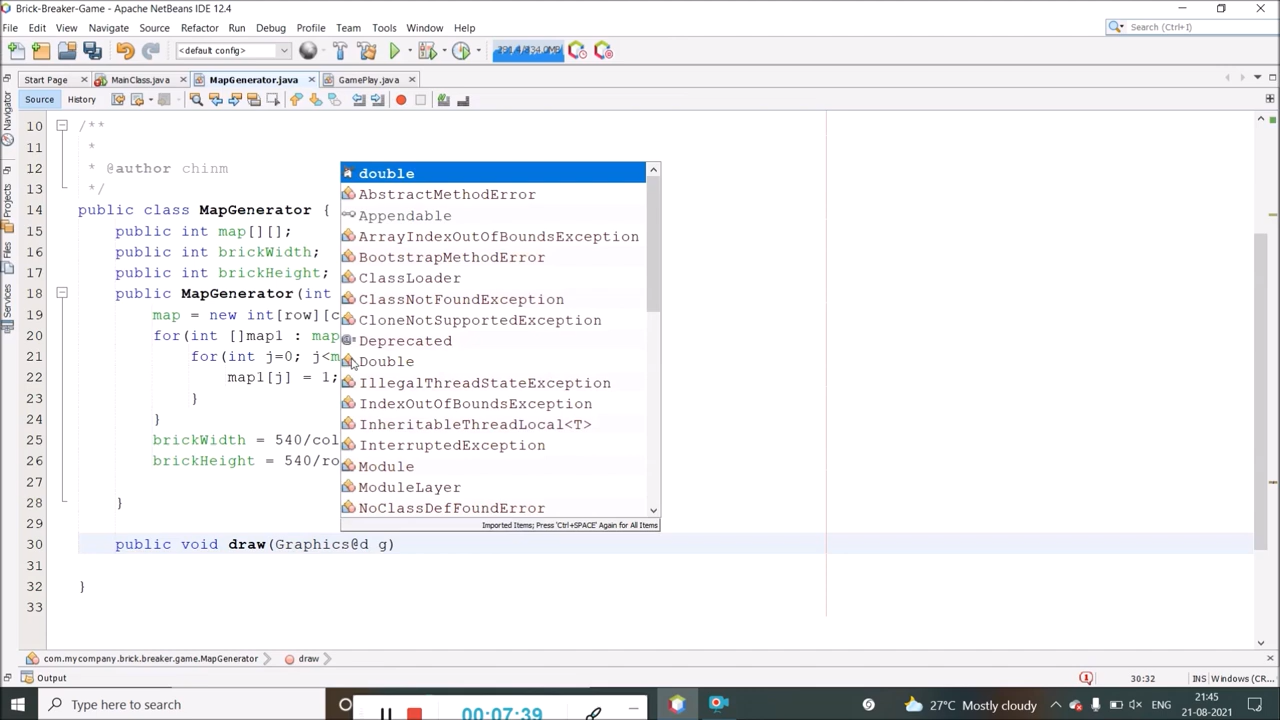 Brick-Breaker-Game - Apache NetBeans IDE 12.4
File Edit View Navigate Source Refactor Run Debug Profile Team Tools Window Help
Search (Ctrl+I)
<default config>
Start Page MainClass.java MapGenerator.java GamePlay.java
Source History
Navigator
Projects
Files
Services
10 /**
11 *
12 * @author chinm
13 */
14 public class MapGenerator {
15 public int map[][];
16 public int brickWidth;
17 public int brickHeight;
18 public MapGenerator(int
19 map = new int[row][c
20 for(int []map1 : map
21 for(int j=0; j<m
22 map1[j] = 1;
23 }
24 }
25 brickWidth = 540/col
26 brickHeight = 540/ro
27
28 }
29
30 public void draw(Graphics@d g)
32 }
33
double
AbstractMethodError
Appendable
ArrayIndexOutOfBoundsException
BootstrapMethodError
ClassLoader
ClassNotFoundException
CloneNotSupportedException
Deprecated
Double
IllegalThreadStateException
IndexOutOfBoundsException
InheritableThreadLocal<T>
InterruptedException
Module
ModuleLayer
NoClassDefFoundError
Imported Items; Press 'Ctrl+SPACE' Again for All Items
com.mycompany.brick.breaker.game.MapGenerator draw
Output
30:32 INS Windows (CR...
Type here to search
00:07:39
27°C Mostly cloudy
21:45
21-08-2021